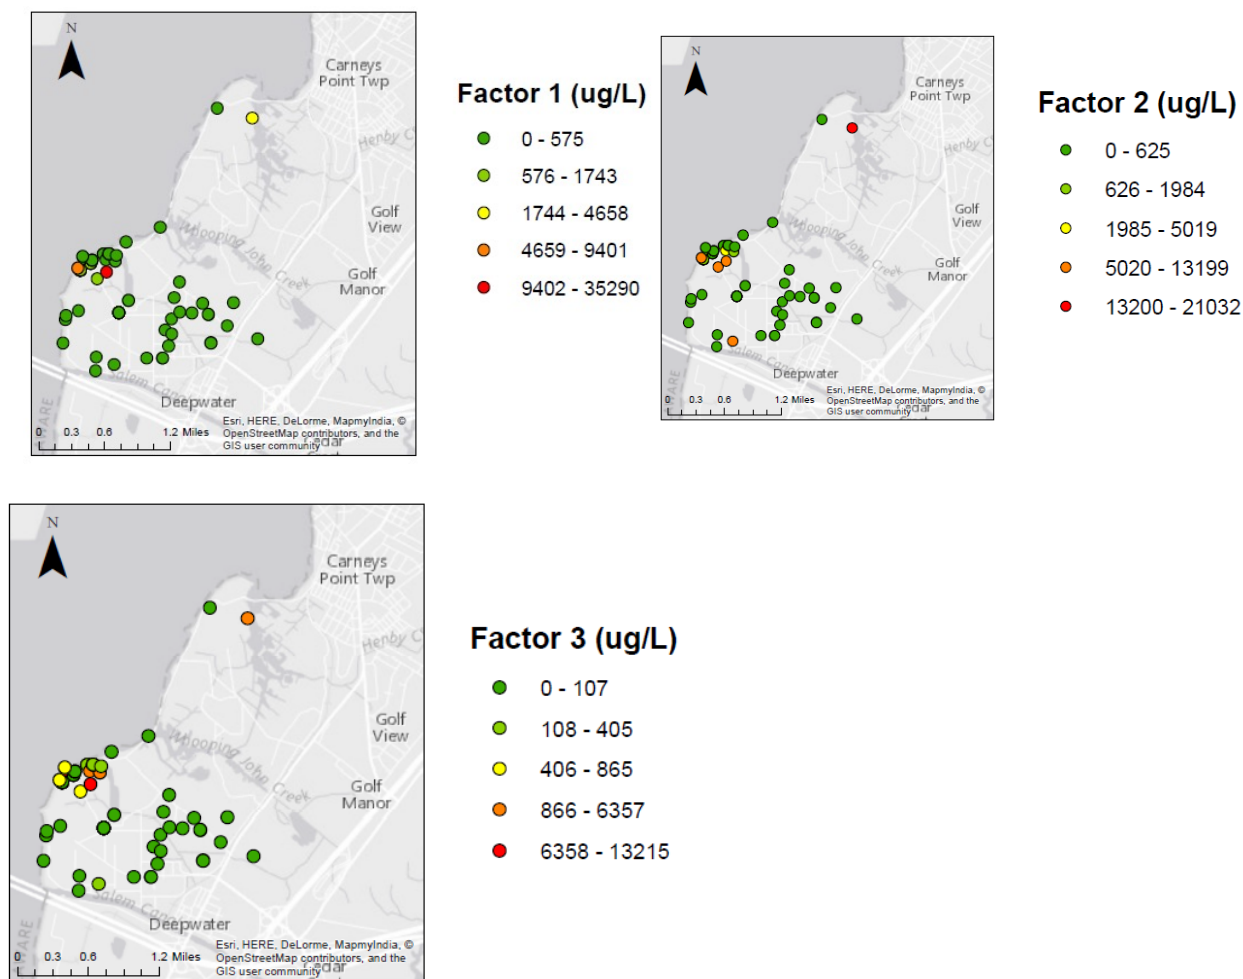 N
Carneys
Point Twp
Golf
View
Whooping John Creek
Golf
Manor
Salem Canal
Deepwater
Esri, HERE, DeLorme, MapmyIndia, ©
OpenStreetMap contributors, and the
GIS user community
0 0.3 0.6 1.2 Miles
Factor 1 (ug/L)
0 - 575
576 - 1743
1744 - 4658
4659 - 9401
9402 - 35290
N
Carneys
Point Twp
Golf
View
Whooping John Creek
Golf
Manor
Salem Canal
Deepwater
Esri, HERE, DeLorme, MapmyIndia, ©
OpenStreetMap contributors, and the
GIS user community
0 0.3 0.6 1.2 Miles
Factor 2 (ug/L)
0 - 625
626 - 1984
1985 - 5019
5020 - 13199
13200 - 21032
N
Carneys
Point Twp
Henby C
Golf
View
Whooping John Creek
Golf
Manor
Salem Canal
Deepwater
Esri, HERE, DeLorme, MapmyIndia, ©
OpenStreetMap contributors, and the
GIS user community
0 0.3 0.6 1.2 Miles
Factor 3 (ug/L)
0 - 107
108 - 405
406 - 865
866 - 6357
6358 - 13215